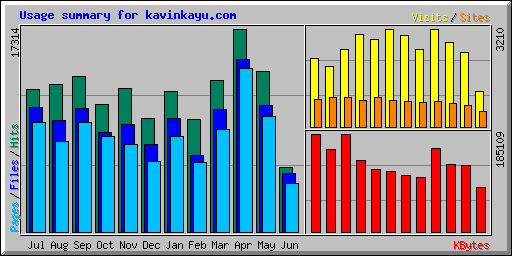 Usage summary for kavinkayu.com
Visits/Sites
17314
3210
Pages/Files/Hits
185109
Jul Aug Sep Oct Nov Dec Jan Feb Mar Apr May Jun
KBytes